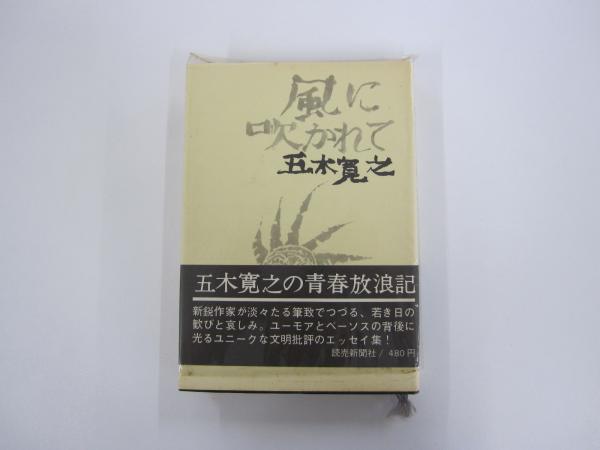 風に
吹かれて
五木寛之
五木寛之の青春放浪記
新鋭作家が淡々たる筆致でつづる、若き日の
歓びと哀しみ。ユーモアとペーソスの背後に
光るユニークな文明批評のエッセイ集!
読売新聞社/480円